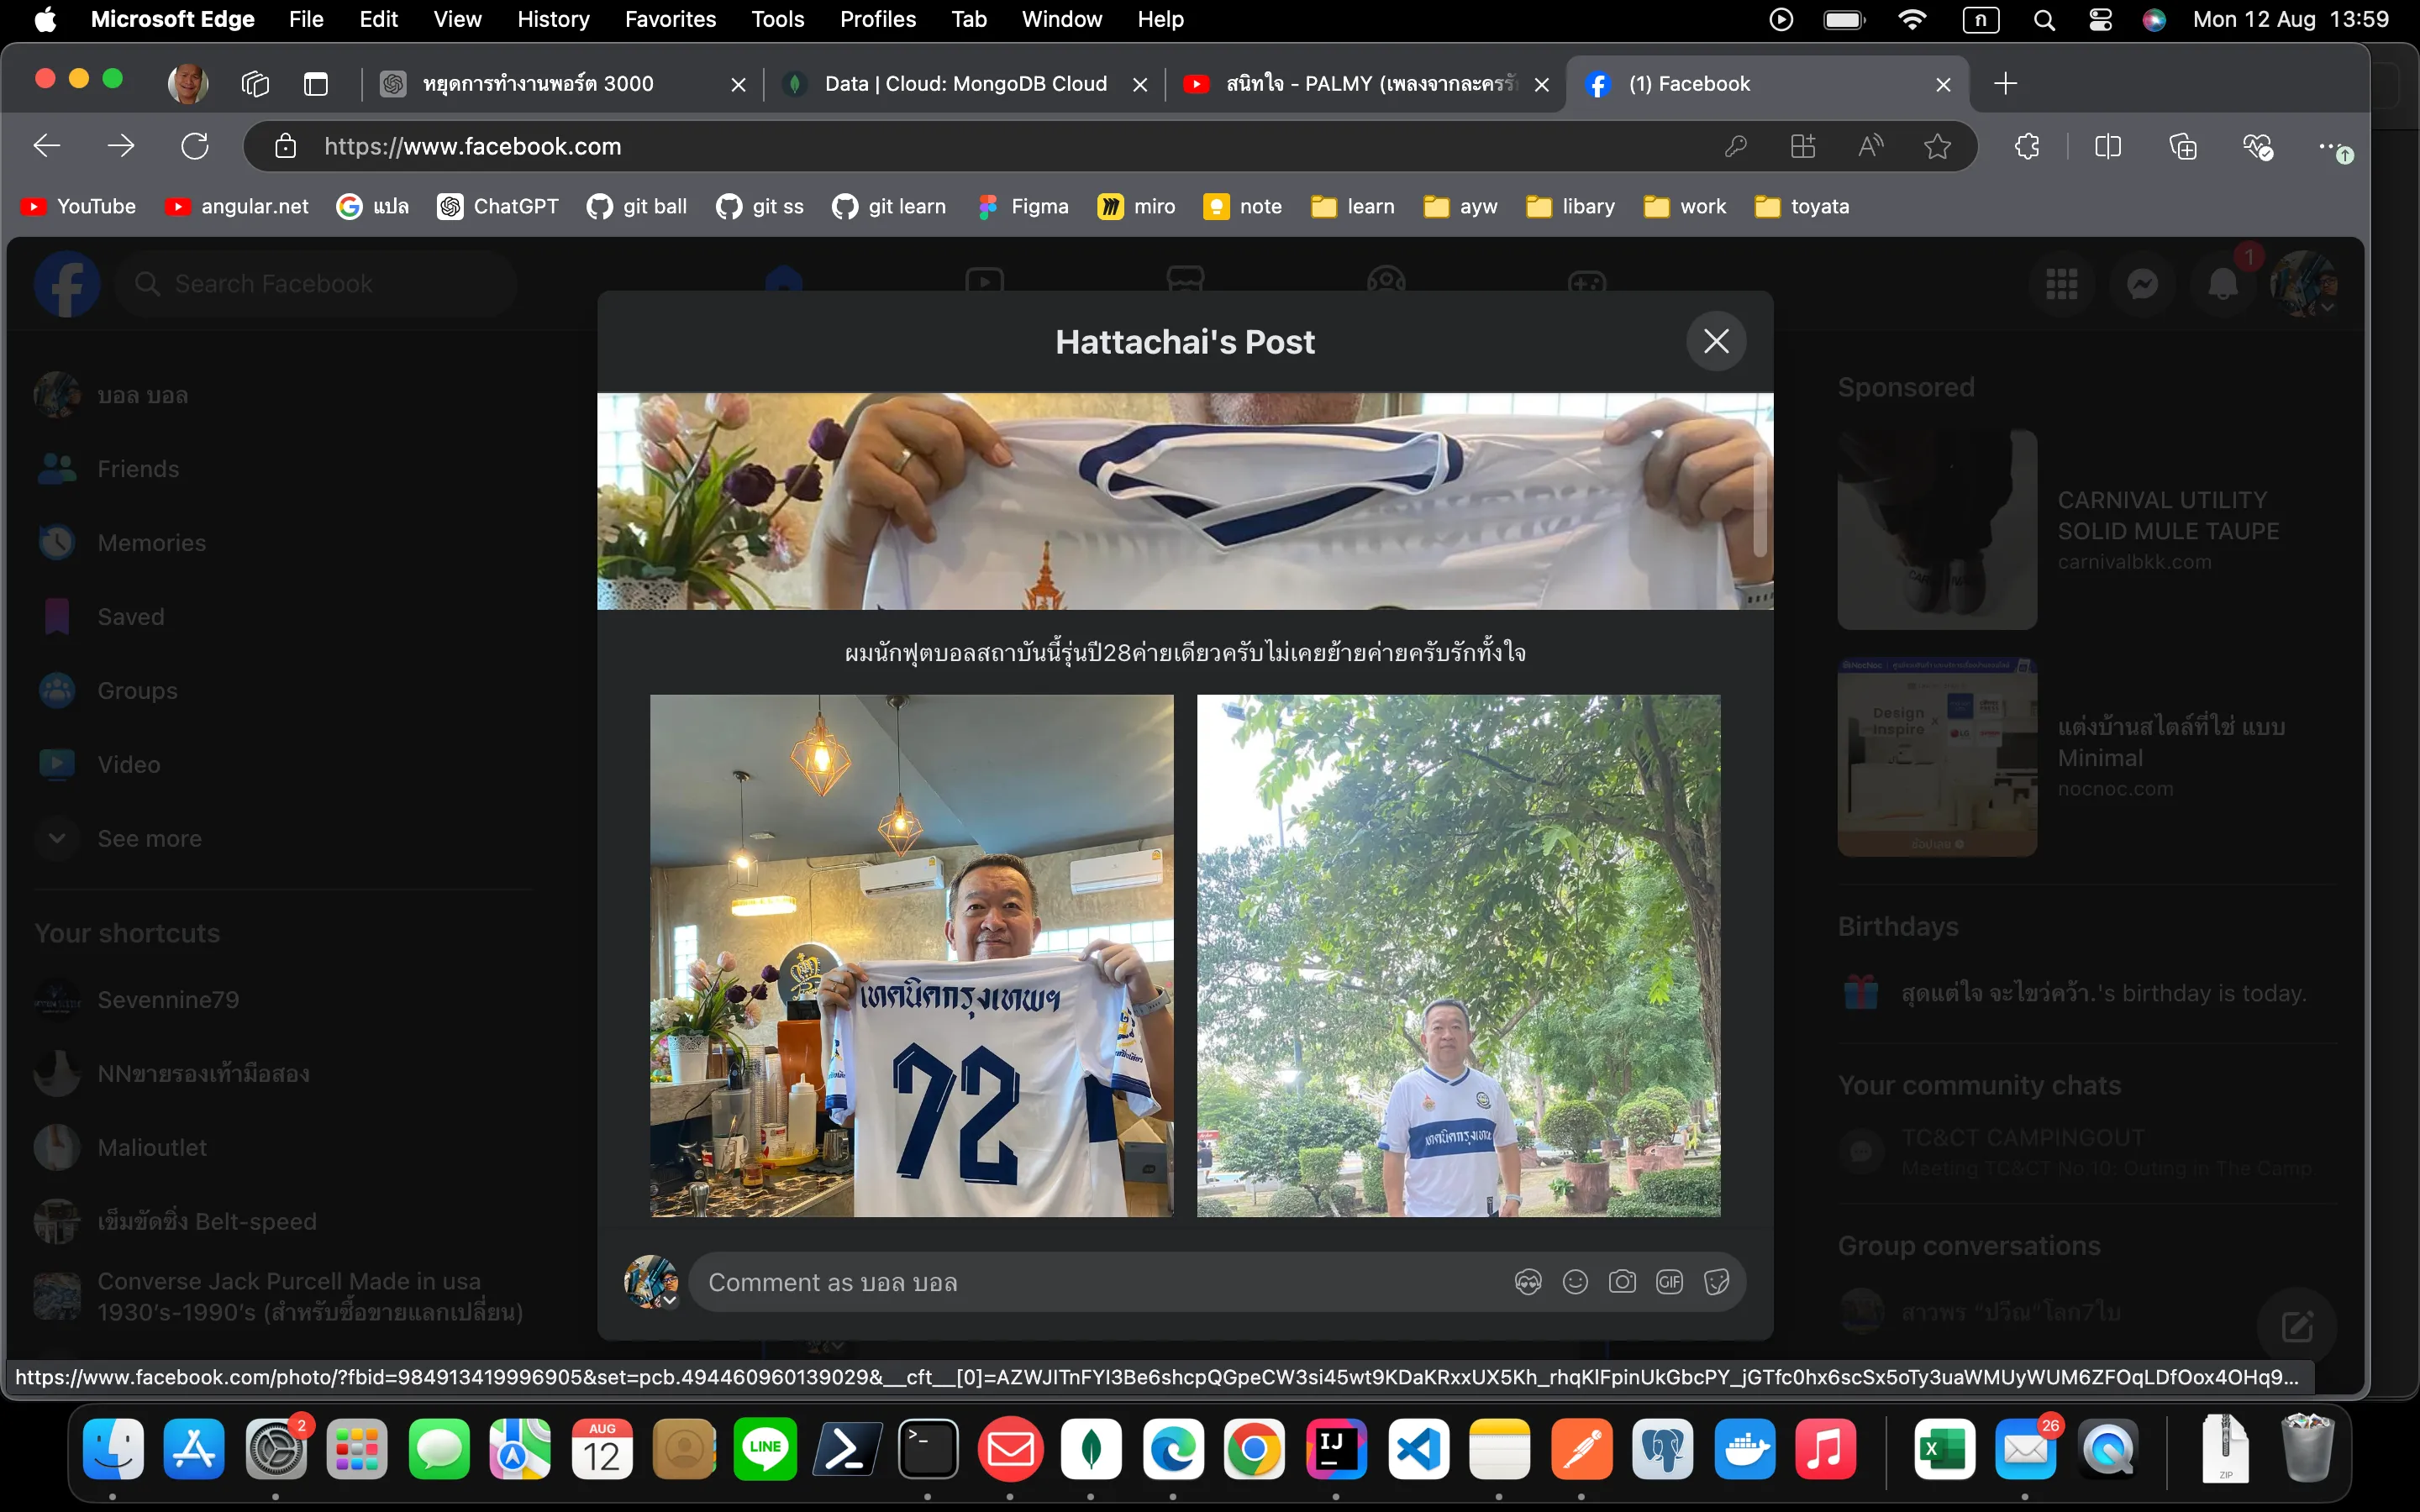 Microsoft Edge File Edit View History Favorites Tools Profiles Tab Window Help ก Mon 12 Aug 13:59
หยุดการทำงานพอร์ต 3000
Data | Cloud: MongoDB Cloud
สนิทใจ - PALMY (เพลงจากละครรั
(1) Facebook
https://www.facebook.com
YouTube angular.net แปล ChatGPT git ball git ss git learn Figma miro note learn ayw libary work toyata
Search Facebook
1
Hattachai's Post
บอล บอล
Friends
Memories
Saved
Groups
Video
See more
Your shortcuts
Sevennine79
NNขายรองเท้ามือสอง
Malioutlet
เข็มขัดซิ่ง Belt-speed
Converse Jack Purcell Made in usa
1930's-1990's (สำหรับซื้อขายแลกเปลี่ยน)
ผมนักฟุตบอลสถาบันนี้รุ่นปี28ค่ายเดียวครับไม่เคยย้ายค่ายครับรักทั้งใจ
เทคนิคกรุงเทพฯ
72
เทคนิคกรุงเทพ
Comment as บอล บอล
GIF
Sponsored
CARNIVAL UTILITY
SOLID MULE TAUPE
carnivalbkk.com
Design
Inspire
แต่งบ้านสไตล์ที่ใช่ แบบ
Minimal
nocnoc.com
Birthdays
สุดแต่ใจ จะไขว่คว้า.'s birthday is today.
Your community chats
TC&CT CAMPINGOUT
Meeting TC&CT No.10: Outing in The Camp
Group conversations
สาวพร “ปวีณ”โลก7ใบ
https://www.facebook.com/photo/?fbid=984913419996905&set=pcb.494460960139029&__cft__[0]=AZWJITnFYI3Be6shcpQGpeCW3si45wt9KDaKRxxUX5Kh_rhqKlFpinUkGbcPY_jGTfc0hx6scSx5oTy3uaWMUyWUM6ZFOqLDfOox4OHq9...
2
AUG
12
LINE
>_
IJ
X
26
ZIP